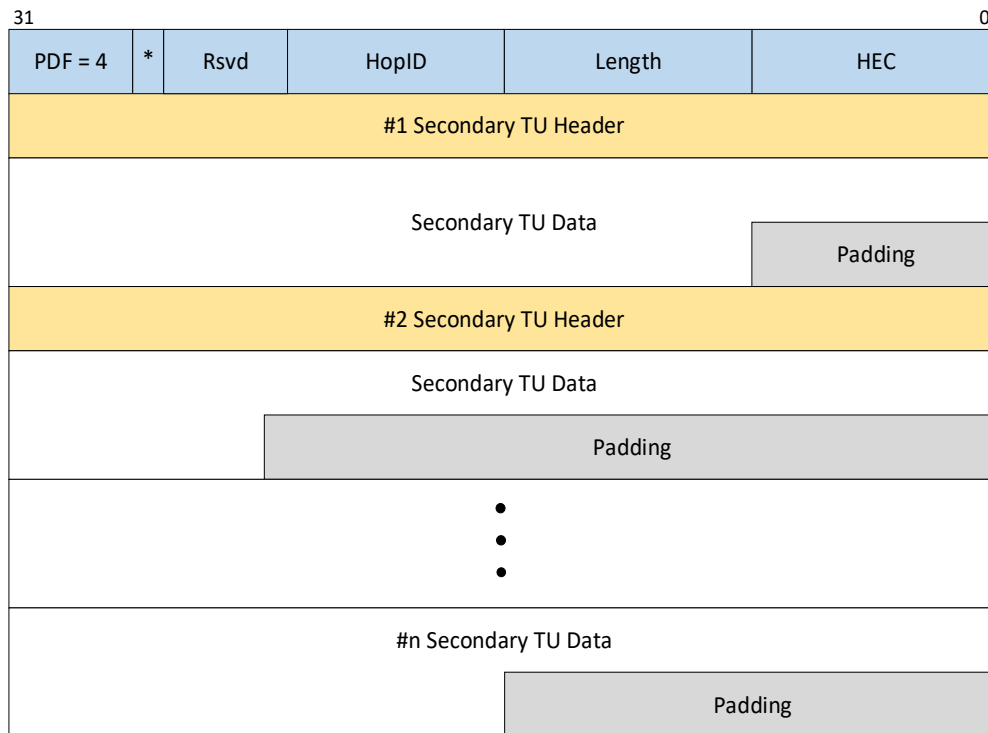 31 0
PDF = 4 * Rsvd HopID Length HEC
#1 Secondary TU Header
Secondary TU Data
Padding
#2 Secondary TU Header
Secondary TU Data
Padding
#n Secondary TU Data
Padding